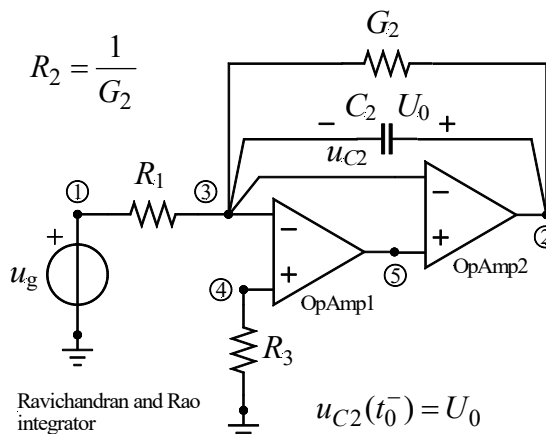 G₂
R₂ = 1/G₂
− C₂ U₀ +
u_C2
① R₁ ③
− −
+ u_g + + ②
④ OpAmp1 ⑤ OpAmp2
R₃
Ravichandran and Rao
integrator
u_C2(t₀⁻) = U₀